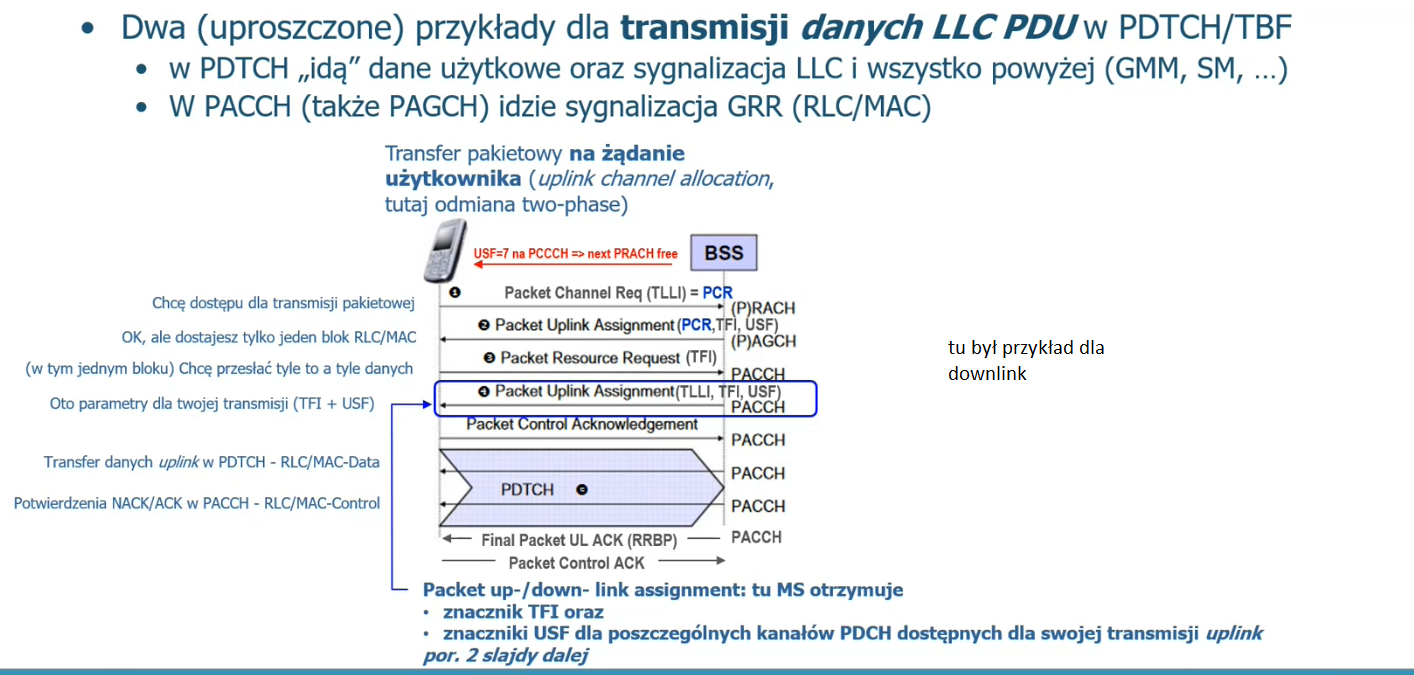 • Dwa (uproszczone) przykłady dla transmisji danych LLC PDU w PDTCH/TBF
• w PDTCH „idą” dane użytkowe oraz sygnalizacja LLC i wszystko powyżej (GMM, SM, …)
• W PACCH (także PAGCH) idzie sygnalizacja GRR (RLC/MAC)
Transfer pakietowy na żądanie
użytkownika (uplink channel allocation,
tutaj odmiana two-phase)
USF=7 na PCCCH => next PRACH free
BSS
Chcę dostępu dla transmisji pakietowej
❶ Packet Channel Req (TLLI) = PCR
(P)RACH
OK, ale dostajesz tylko jeden blok RLC/MAC
❷ Packet Uplink Assignment (PCR,TFI, USF)
(P)AGCH
(w tym jednym bloku) Chcę przesłać tyle to a tyle danych
❸ Packet Resource Request (TFI)
PACCH
Oto parametry dla twojej transmisji (TFI + USF)
❹ Packet Uplink Assignment(TLLI, TFI, USF)
PACCH
Packet Control Acknowledgement
PACCH
Transfer danych uplink w PDTCH - RLC/MAC-Data
PACCH
PDTCH
Potwierdzenia NACK/ACK w PACCH - RLC/MAC-Control
PACCH
Final Packet UL ACK (RRBP)
PACCH
Packet Control ACK
tu był przykład dla
downlink
Packet up-/down- link assignment: tu MS otrzymuje
• znacznik TFI oraz
• znaczniki USF dla poszczególnych kanałów PDCH dostępnych dla swojej transmisji uplink
por. 2 slajdy dalej